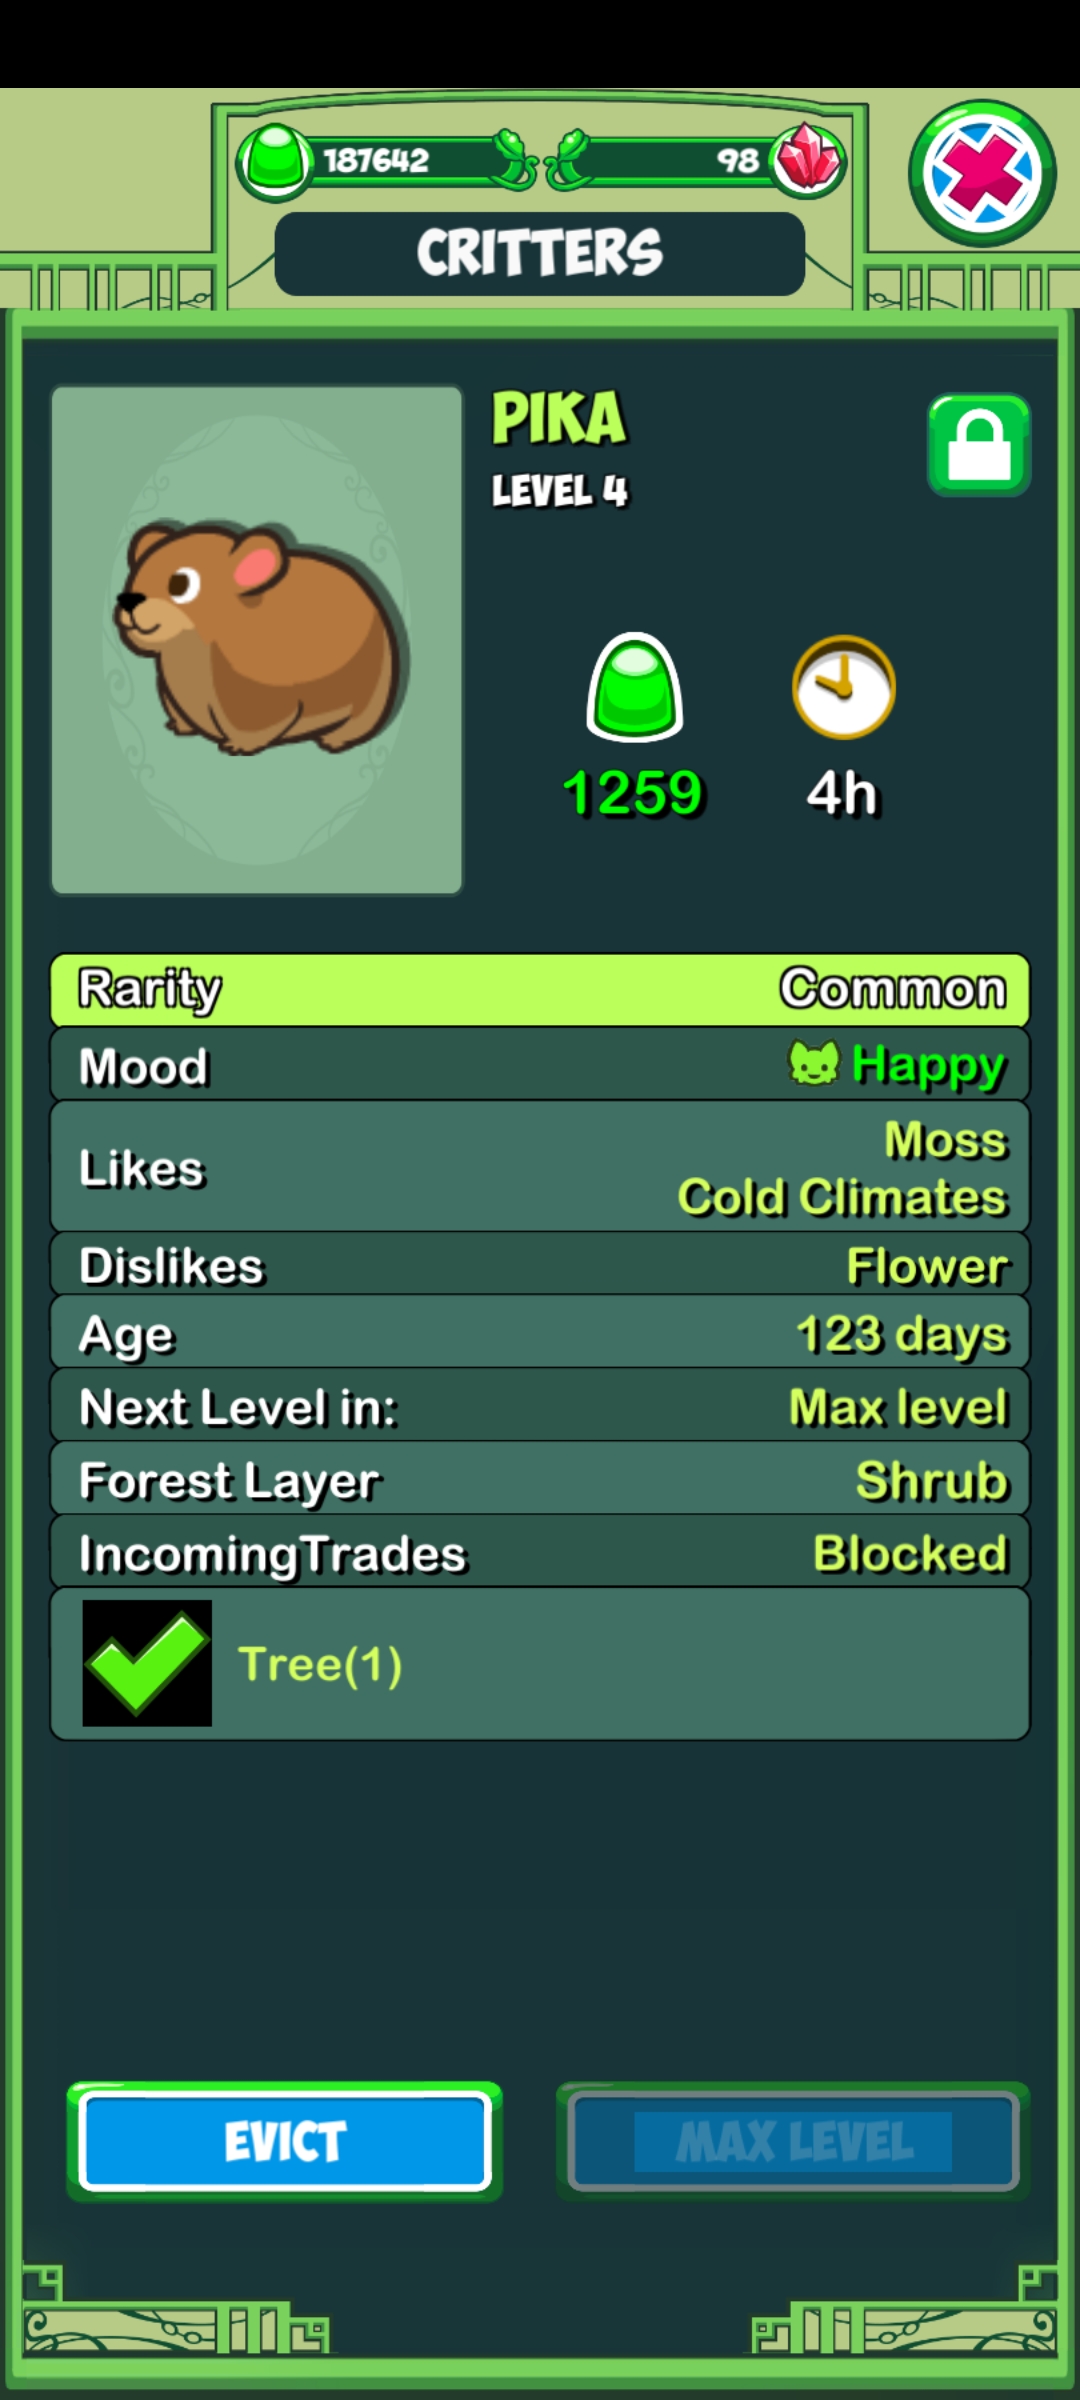 187642
98
CRITTERS
PIKA
LEVEL 4
1259
4h
Rarity Common
Mood Happy
Likes Moss
Cold Climates
Dislikes Flower
Age 123 days
Next Level in: Max level
Forest Layer Shrub
IncomingTrades Blocked
Tree(1)
EVICT
MAX LEVEL